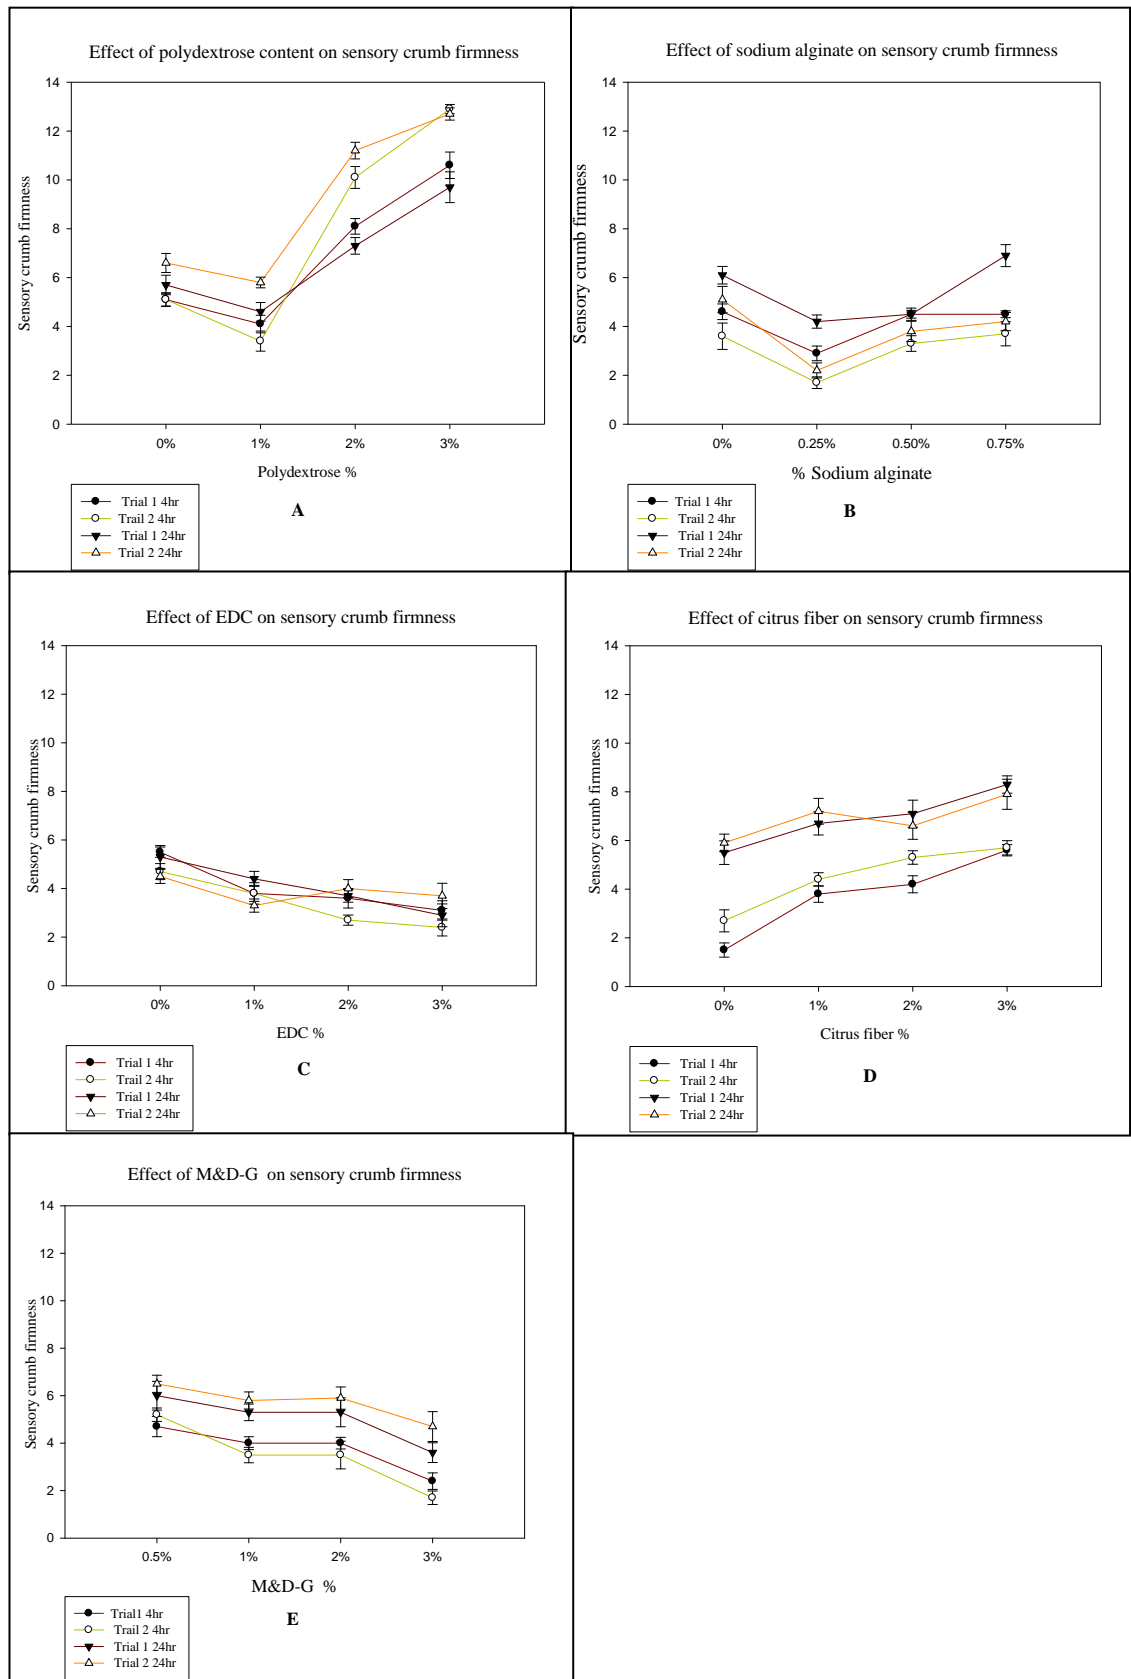 Effect of polydextrose content on sensory crumb firmness
14
12
10
8
6
4
2
0
Sensory crumb firmness
0% 1% 2% 3%
Polydextrose %
Trial 1 4hr
Trail 2 4hr
Trial 1 24hr
Trial 2 24hr
A
Effect of sodium alginate on sensory crumb firmness
14
12
10
8
6
4
2
0
Sensory crumb firmness
0% 0.25% 0.50% 0.75%
% Sodium alginate
Trial 1 4hr
Trail 2 4hr
Trial 1 24hr
Trial 2 24hr
B
Effect of EDC on sensory crumb firmness
14
12
10
8
6
4
2
0
Sensory crumb firmness
0% 1% 2% 3%
EDC %
Trial 1 4hr
Trail 2 4hr
Trial 1 24hr
Trial 2 24hr
C
Effect of citrus fiber on sensory crumb firmness
14
12
10
8
6
4
2
0
Sensory crumb firmness
0% 1% 2% 3%
Citrus fiber %
Trial 1 4hr
Trail 2 4hr
Trial 1 24hr
Trial 2 24hr
D
Effect of M&D-G on sensory crumb firmness
14
12
10
8
6
4
2
0
Sensory crumb firmness
0.5% 1% 2% 3%
M&D-G %
Trial1 4hr
Trail 2 4hr
Trial 1 24hr
Trial 2 24hr
E